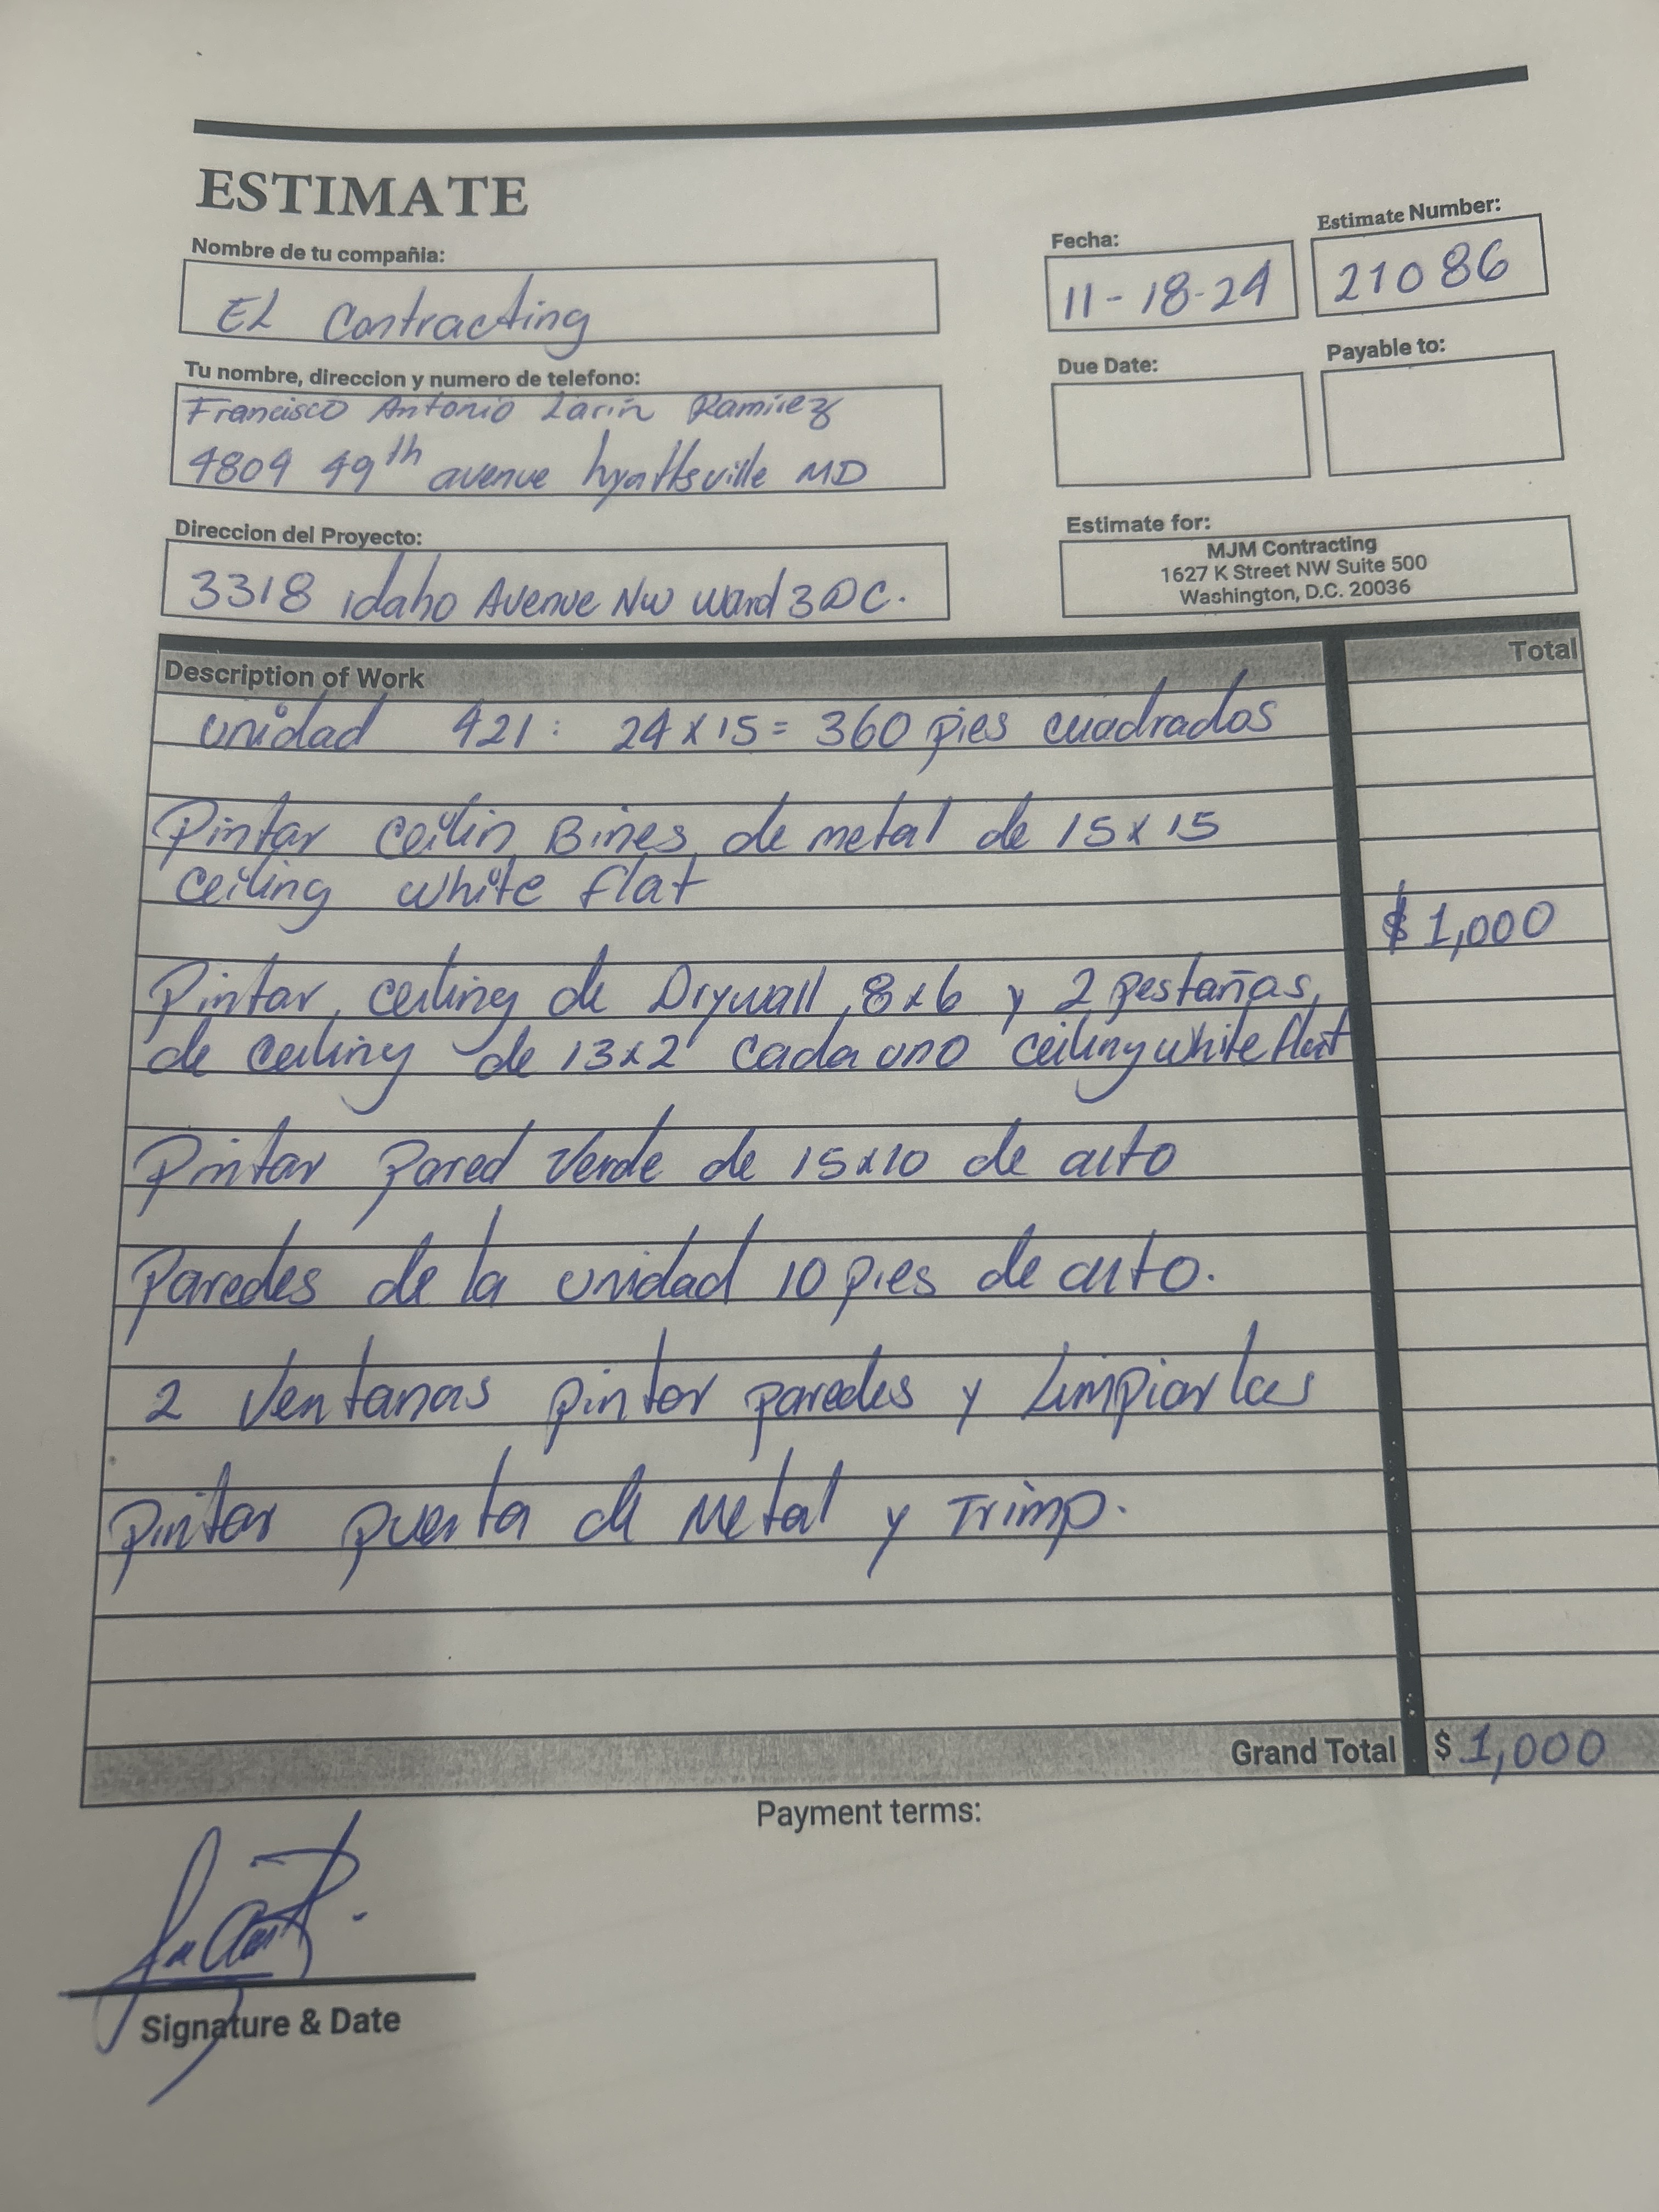 ESTIMATE
Nombre de tu compañia:
EL Contracting
Fecha:
11-18-24
Estimate Number:
21086
Tu nombre, direccion y numero de telefono:
Francisco Antonio Larin Ramirez
4809 49th avenue hyattsville MD
Due Date:
Payable to:
Direccion del Proyecto:
3318 idaho Avenue NW Ward 3 DC.
Estimate for:
MJM Contracting
1627 K Street NW Suite 500
Washington, D.C. 20036
Description of Work
Total
unidad 421: 24x15= 360 pies cuadrados
Pintar ceilin Bines de metal de 15x15
ceiling white flat
$ 1,000
Pintar ceiling de Drywall 8x6 y 2 pestañas
de ceiling de 13x2 cada uno ceiling white flat
Pintar pared verde de 15x10 de alto
Paredes de la unidad 10 pies de alto.
2 Ventanas pintar paredes y Limpiarlas
pintar puerta de Metal y Trimp.
Grand Total $ 1,000
Payment terms:
Signature & Date